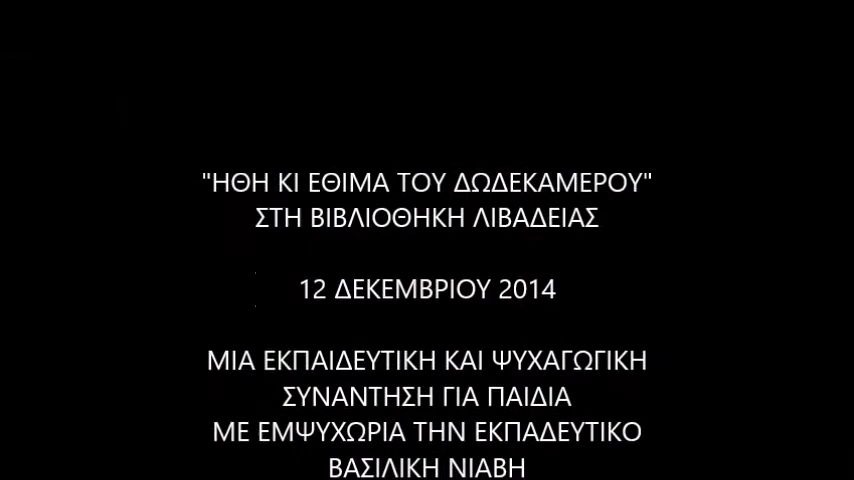 "ΗΘΗ ΚΙ ΕΘΙΜΑ ΤΟΥ ΔΩΔΕΚΑΜΕΡΟΥ"
ΣΤΗ ΒΙΒΛΙΟΘΗΚΗ ΛΙΒΑΔΕΙΑΣ
12 ΔΕΚΕΜΒΡΙΟΥ 2014
ΜΙΑ ΕΚΠΑΙΔΕΥΤΙΚΗ ΚΑΙ ΨΥΧΑΓΩΓΙΚΗ
ΣΥΝΑΝΤΗΣΗ ΓΙΑ ΠΑΙΔΙΑ
ΜΕ ΕΜΨΥΧΩΡΙΑ ΤΗΝ ΕΚΠΑΔΕΥΤΙΚΟ
ΒΑΣΙΛΙΚΗ ΝΙΑΒΗ